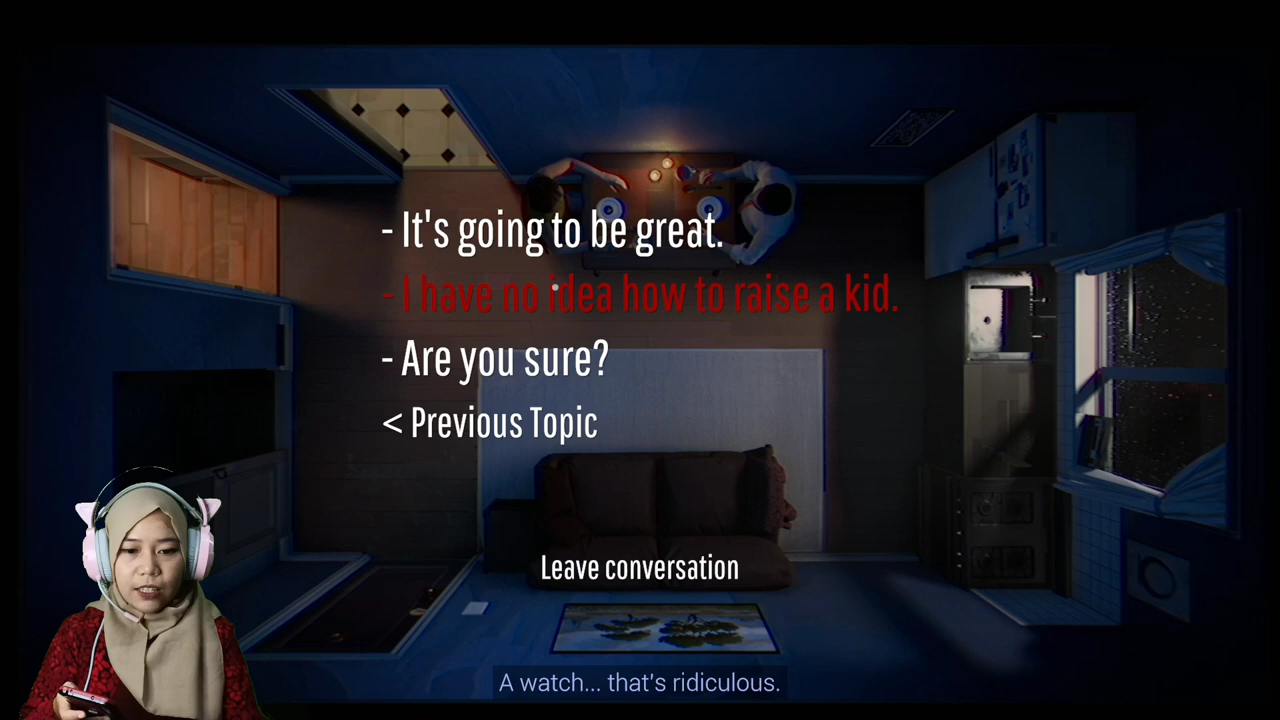 - It's going to be great.
- I have no idea how to raise a kid.
- Are you sure?
< Previous Topic
Leave conversation
A watch... that's ridiculous.